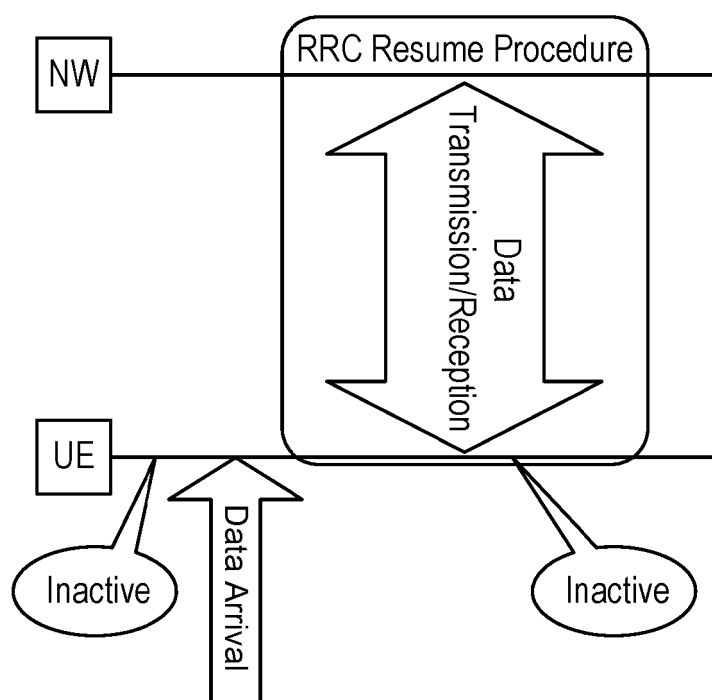 RRC Resume Procedure
NW
Data
Transmission/Reception
UE
Data Arrival
Inactive
Inactive